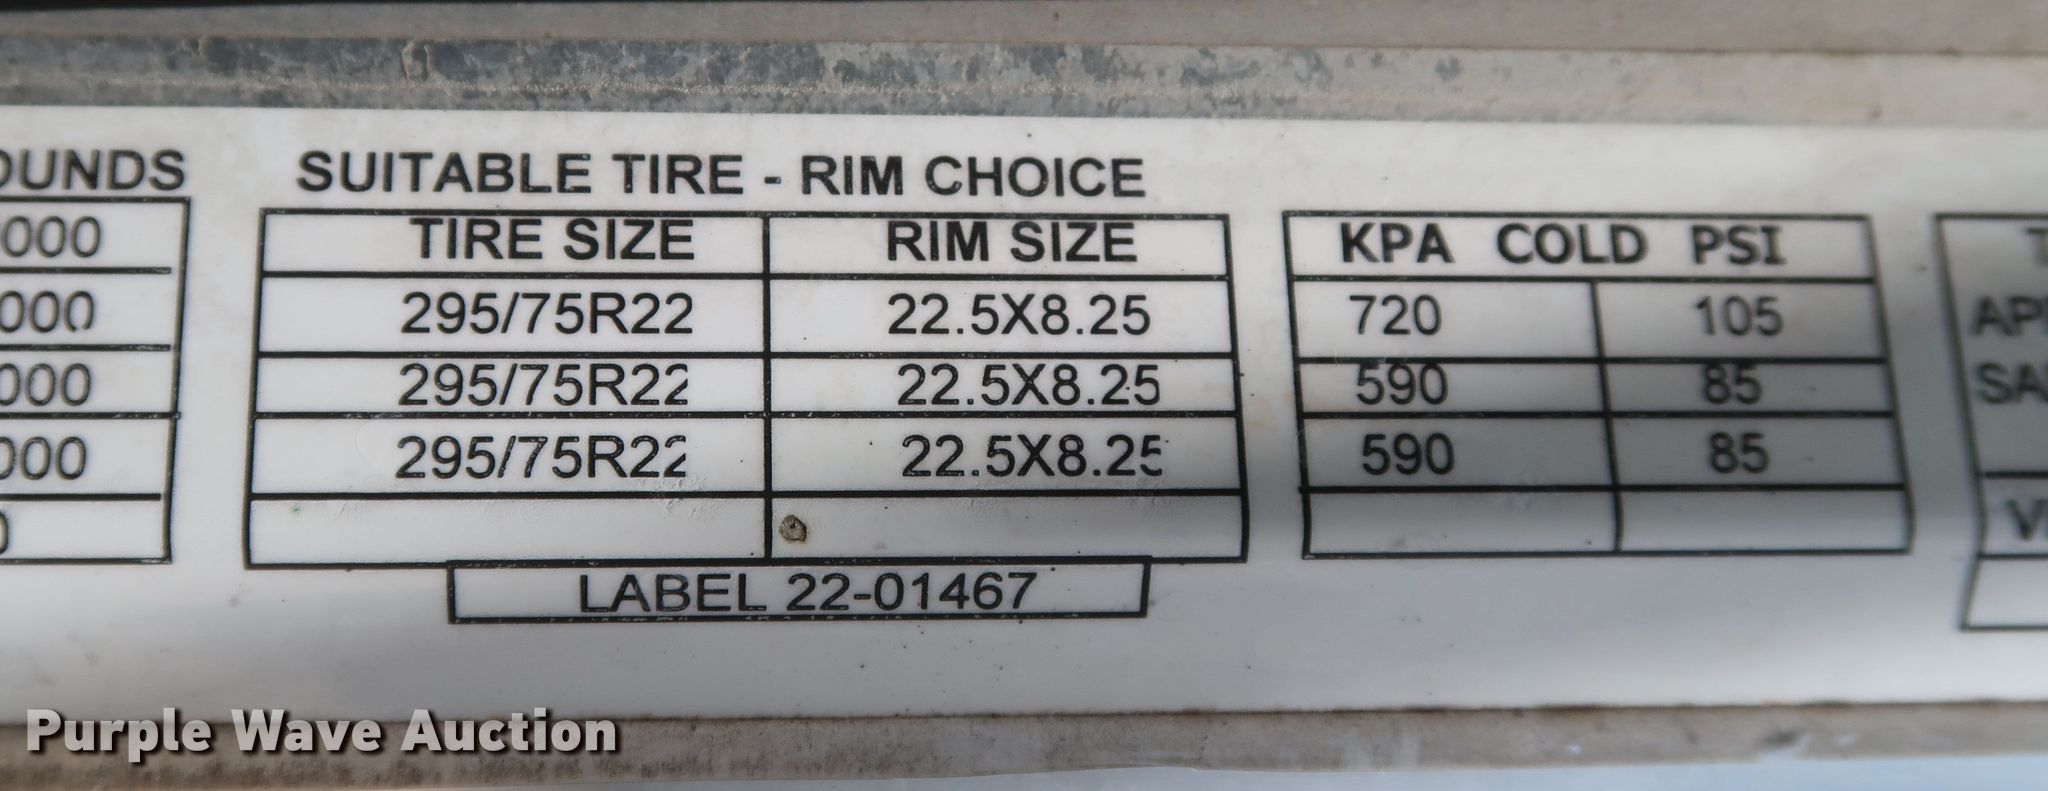 SUITABLE TIRE - RIM CHOICE
TIRE SIZE RIM SIZE KPA COLD PSI
000 295/75R22 22.5X8.25 720 105
000 295/75R22 22.5X8.25 590 85
000 295/75R22 22.5X8.25 590 85
LABEL 22-01467
Purple Wave Auction